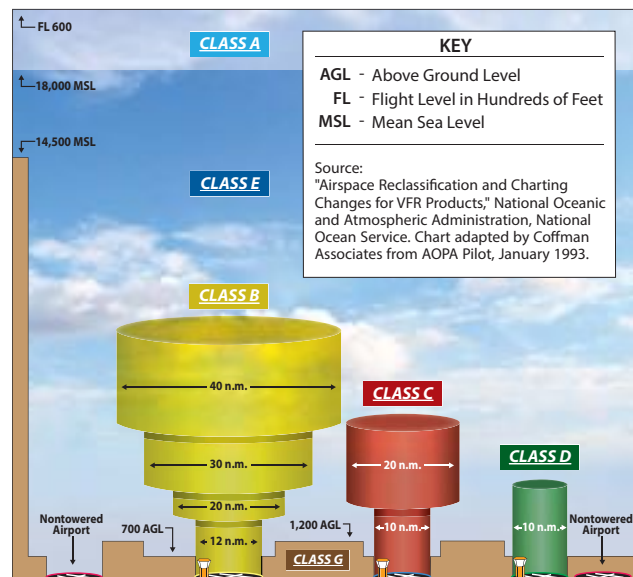 FL 600
CLASS A
18,000 MSL
14,500 MSL
KEY
AGL - Above Ground Level
FL - Flight Level in Hundreds of Feet
MSL - Mean Sea Level
Source:
"Airspace Reclassification and Charting
Changes for VFR Products," National Oceanic
and Atmospheric Administration, National
Ocean Service. Chart adapted by Coffman
Associates from AOPA Pilot, January 1993.
CLASS E
CLASS B
40 n.m.
30 n.m.
20 n.m.
12 n.m.
CLASS C
20 n.m.
10 n.m.
CLASS D
10 n.m.
Nontowered
Airport
700 AGL
1,200 AGL
CLASS G
Nontowered
Airport